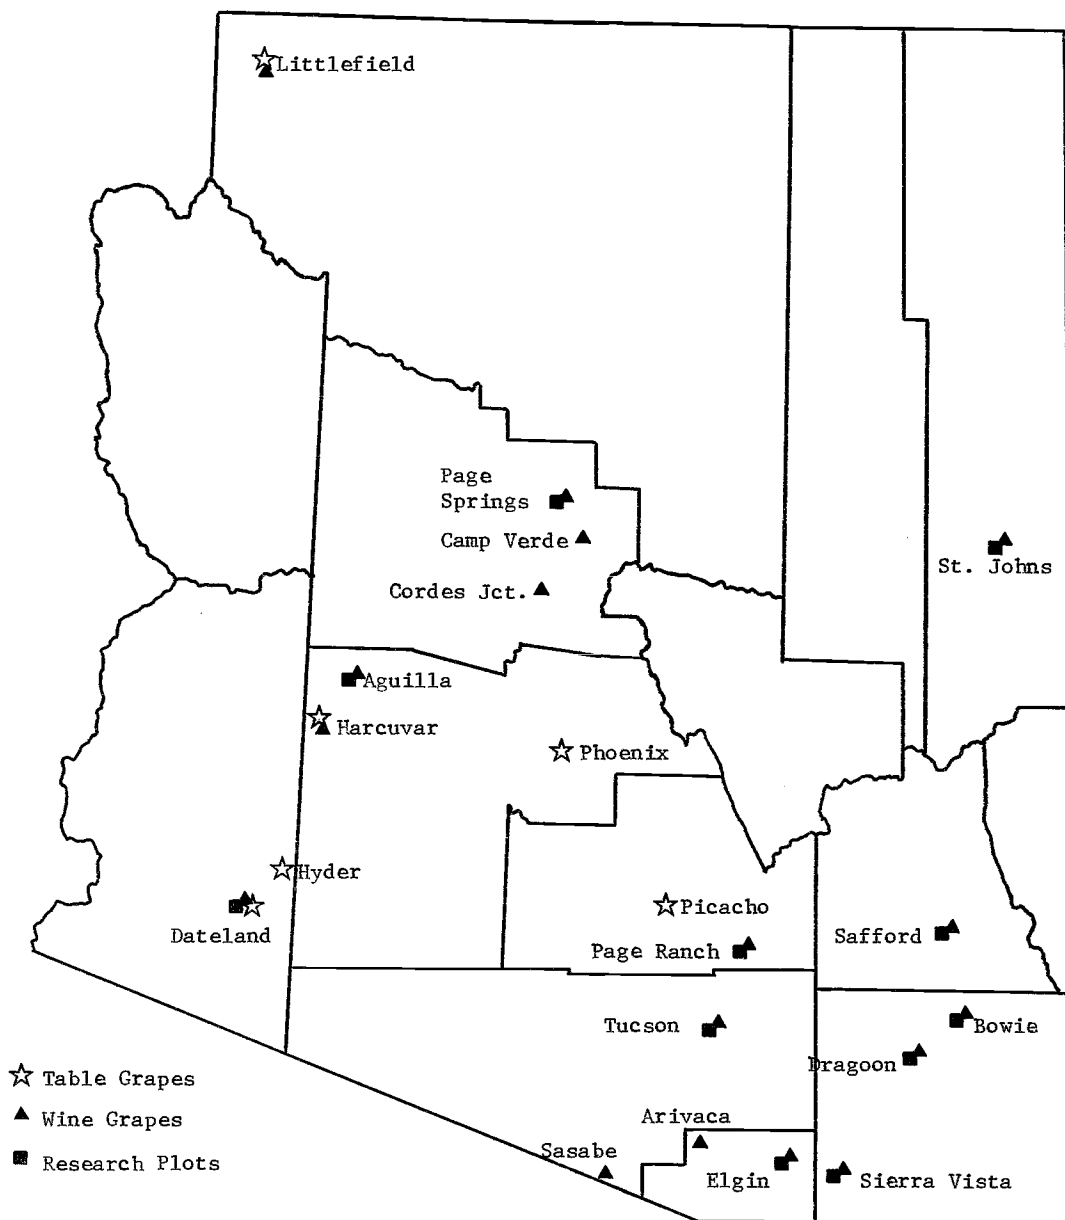 Littlefield
Page
Springs
Camp Verde
St. Johns
Cordes Jct.
Aguilla
Harcuvar
Phoenix
Hyder
Picacho
Dateland
Safford
Page Ranch
Tucson
Bowie
Dragoon
Table Grapes
Wine Grapes
Arivaca
Sasabe
Research Plots
Elgin
Sierra Vista